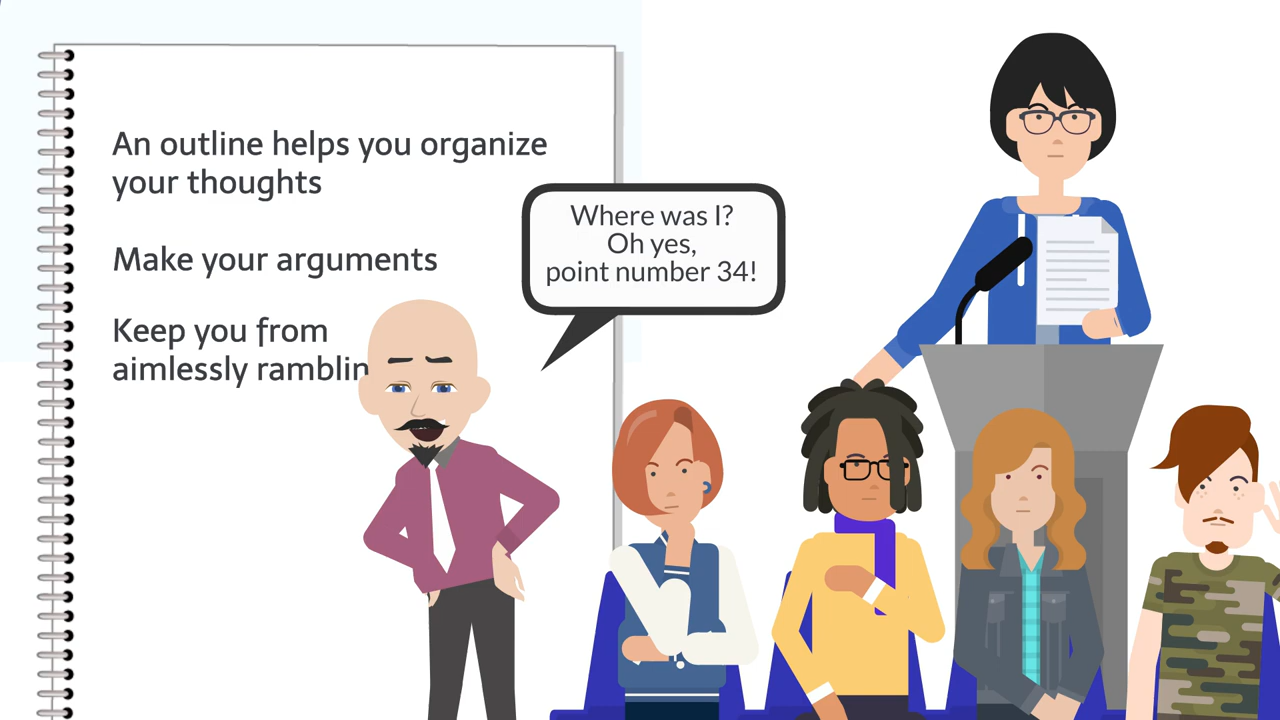 An outline helps you organize
your thoughts
Make your arguments
Keep you from
aimlessly ramblin
Where was I?
Oh yes,
point number 34!